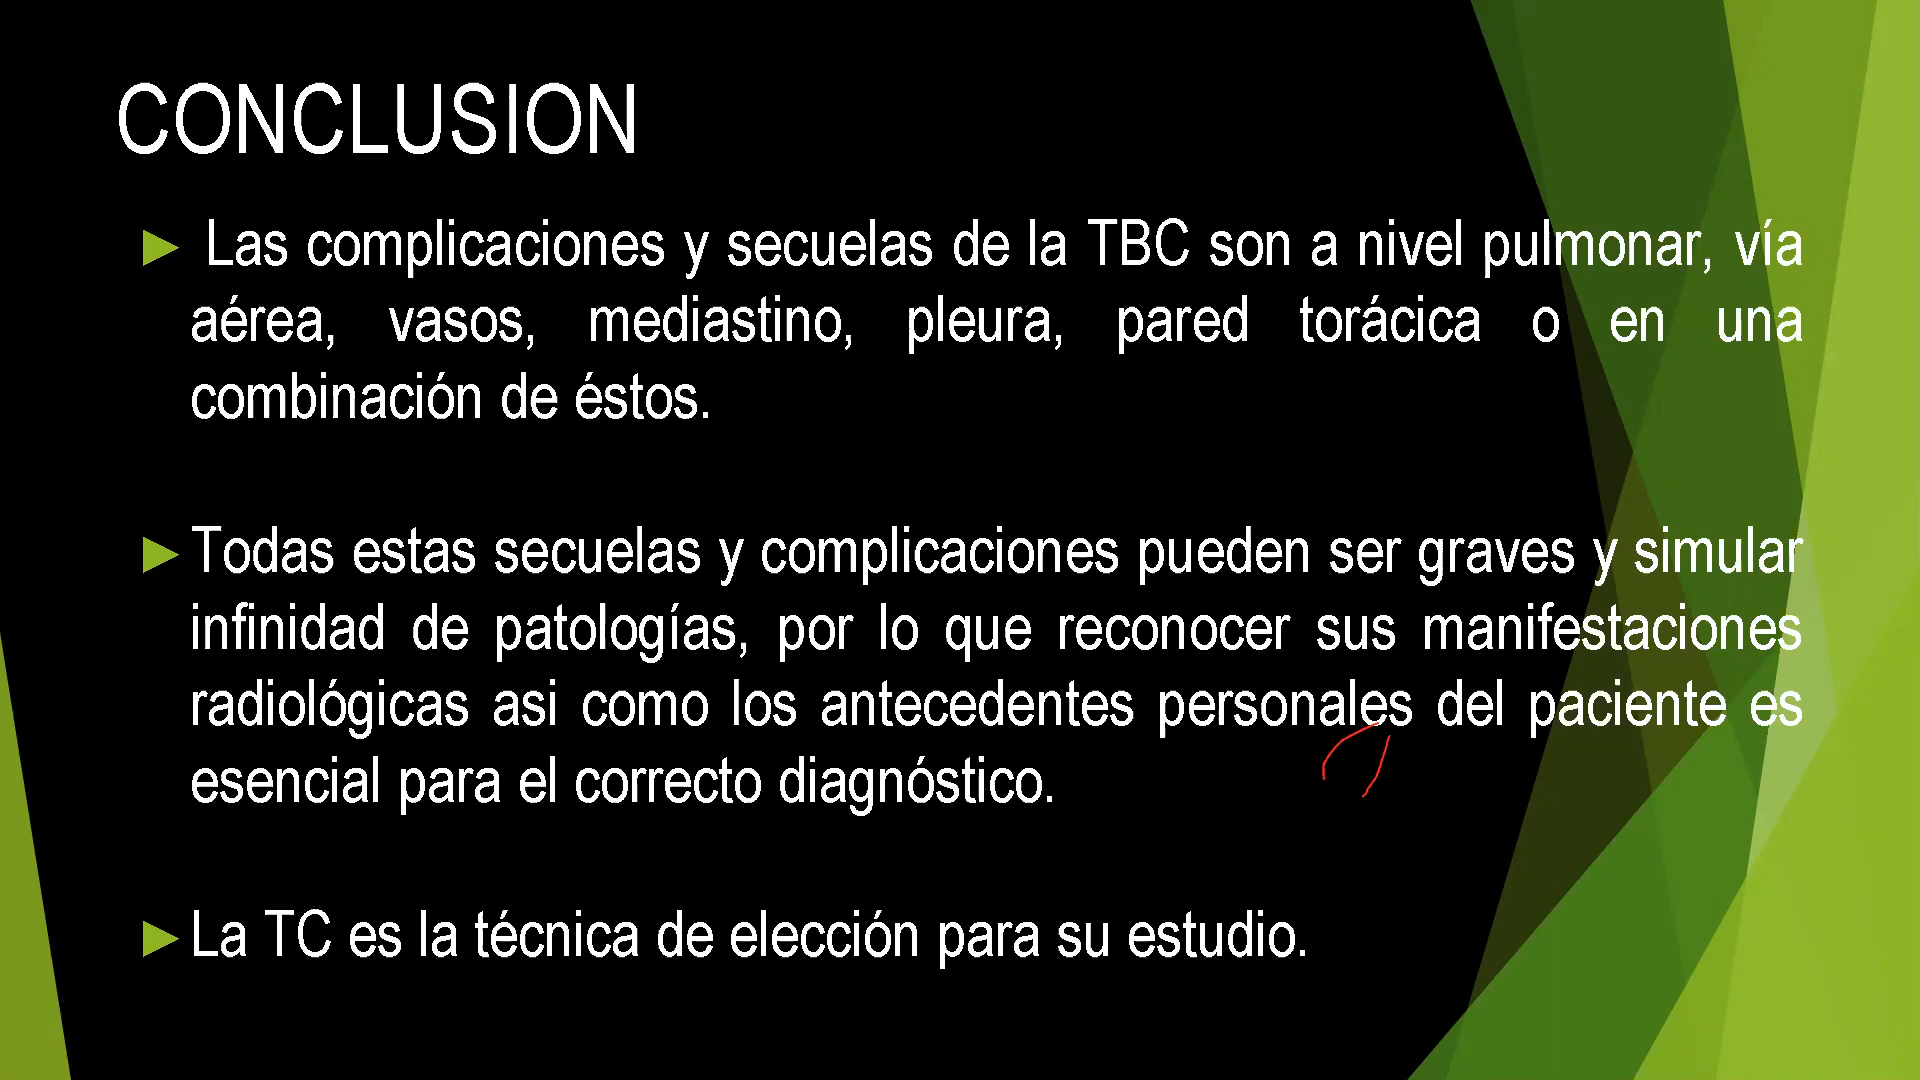 CONCLUSION
Las complicaciones y secuelas de la TBC son a nivel pulmonar, vía
aérea, vasos, mediastino, pleura, pared torácica o en una
combinación de éstos.
Todas estas secuelas y complicaciones pueden ser graves y simular
infinidad de patologías, por lo que reconocer sus manifestaciones
radiológicas asi como los antecedentes personales del paciente es
esencial para el correcto diagnóstico.
La TC es la técnica de elección para su estudio.